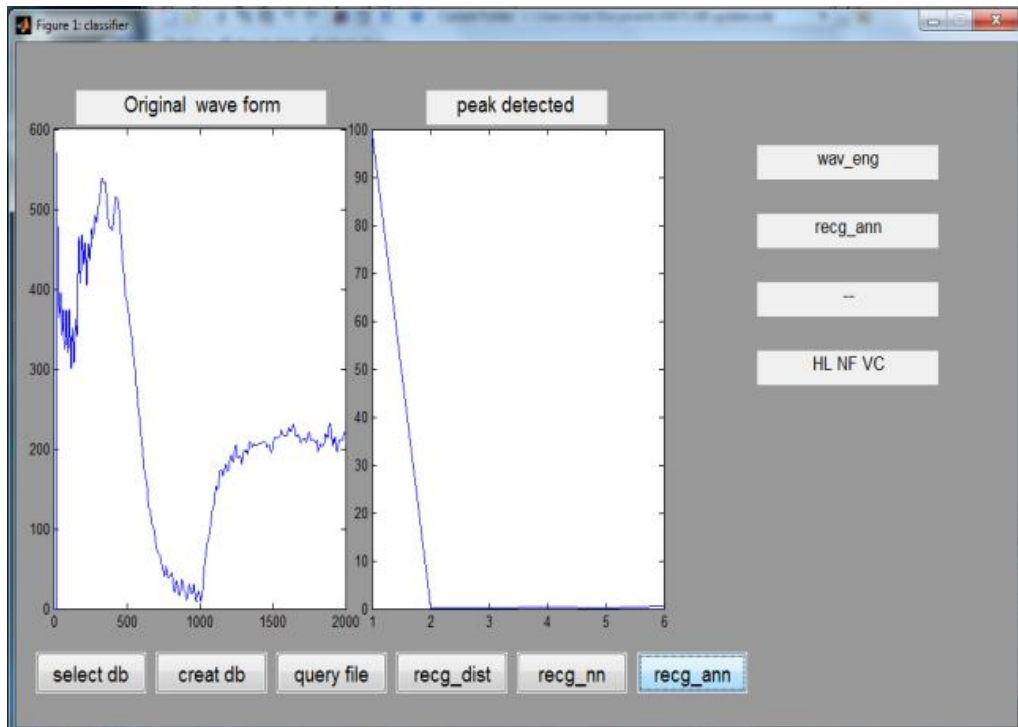 Figure 1: classifier
Original wave form
peak detected
600
500
400
300
200
100
0
0 500 1000 1500 2000
100
90
80
70
60
50
40
30
20
10
0
1 2 3 4 5 6
wav_eng
recg_ann
--
HL NF VC
select db
creat db
query file
recg_dist
recg_nn
recg_ann